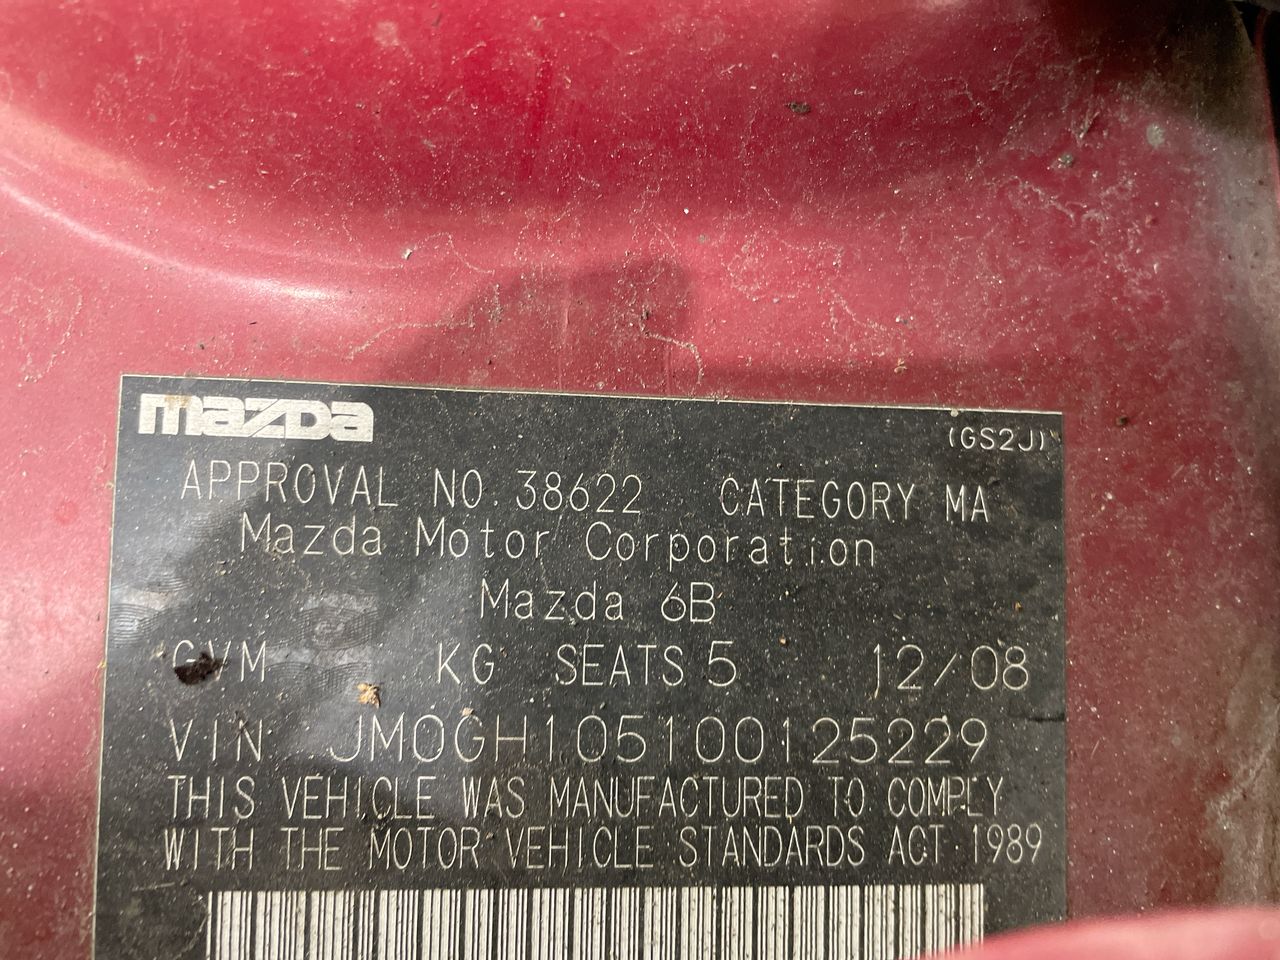 mazda
(GS2J)
APPROVAL NO. 38622 CATEGORY MA
Mazda Motor Corporation
Mazda 6B
GVM KG SEATS 5 12/08
VIN JM0GH105100125229
THIS VEHICLE WAS MANUFACTURED TO COMPLY
WITH THE MOTOR VEHICLE STANDARDS ACT 1989